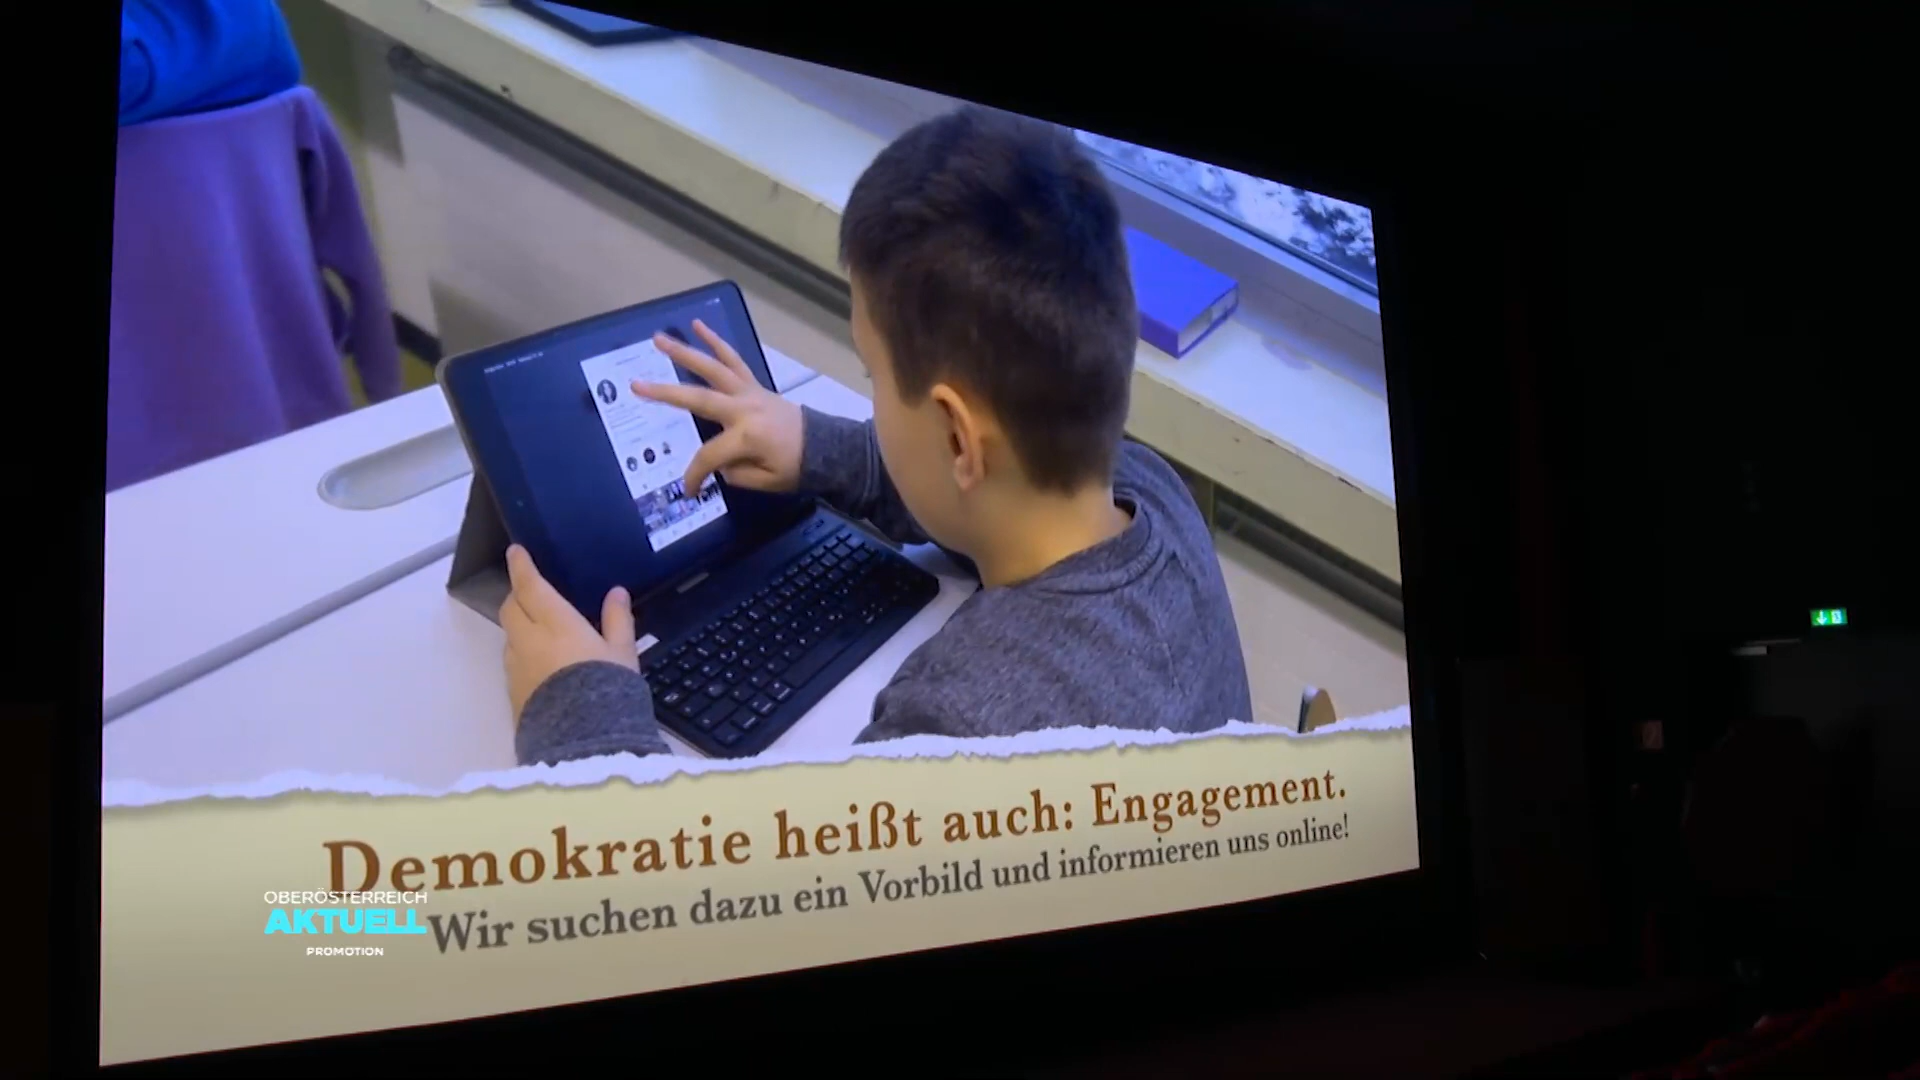 Demokratie heißt auch: Engagement.
Wir suchen dazu ein Vorbild und informieren uns online!
OBERÖSTERREICH
AKTUELL
PROMOTION